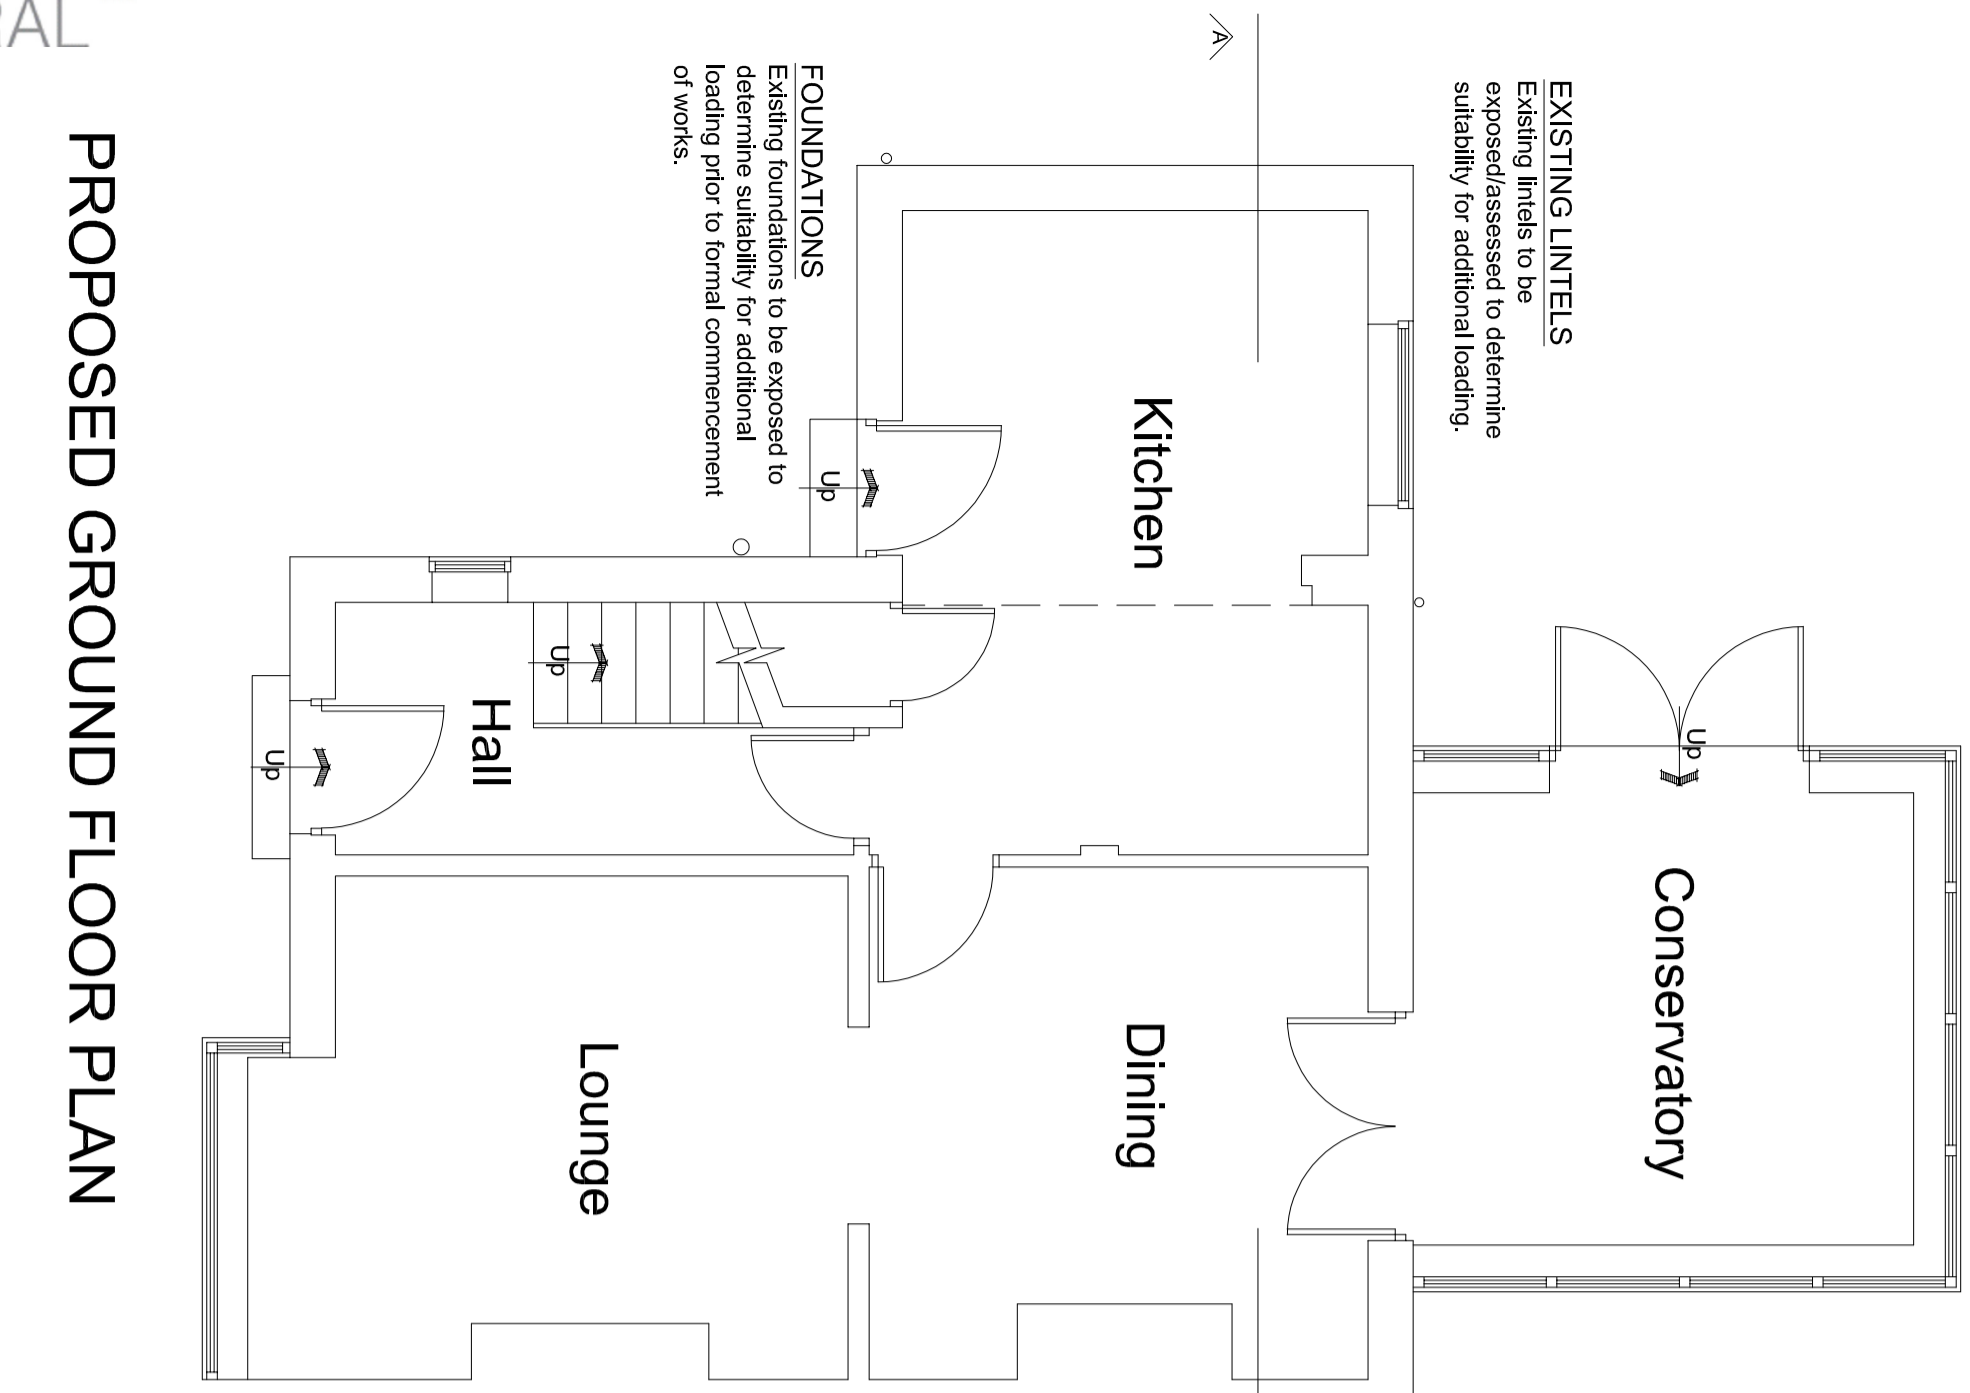 EXISTING LINTELS
Existing lintels to be
exposed/assessed to determine
suitability for additional loading.
A
FOUNDATIONS
Existing foundations to be exposed to
determine suitability for additional
loading prior to formal commencement
of works.
Kitchen
Up
Up
Hall
Up
Up
Conservatory
Dining
Lounge
PROPOSED GROUND FLOOR PLAN